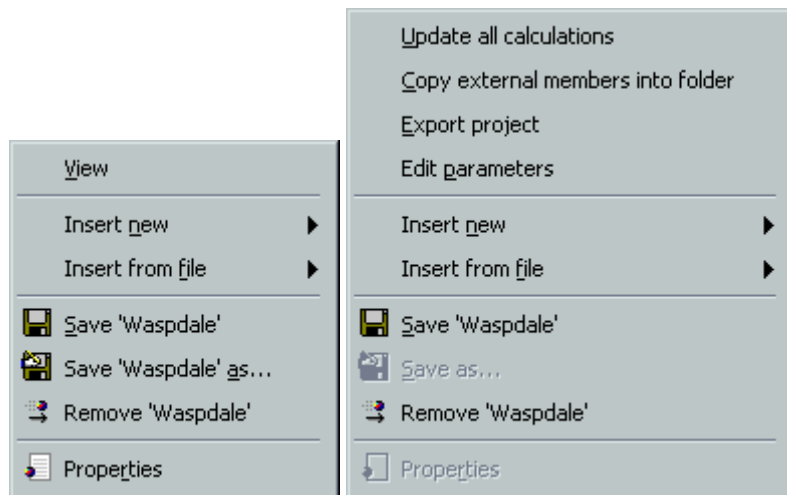 View
Insert new
Insert from file
Save 'Waspdale'
Save 'Waspdale' as...
Remove 'Waspdale'
Properties
Update all calculations
Copy external members into folder
Export project
Edit parameters
Insert new
Insert from file
Save 'Waspdale'
Save as...
Remove 'Waspdale'
Properties